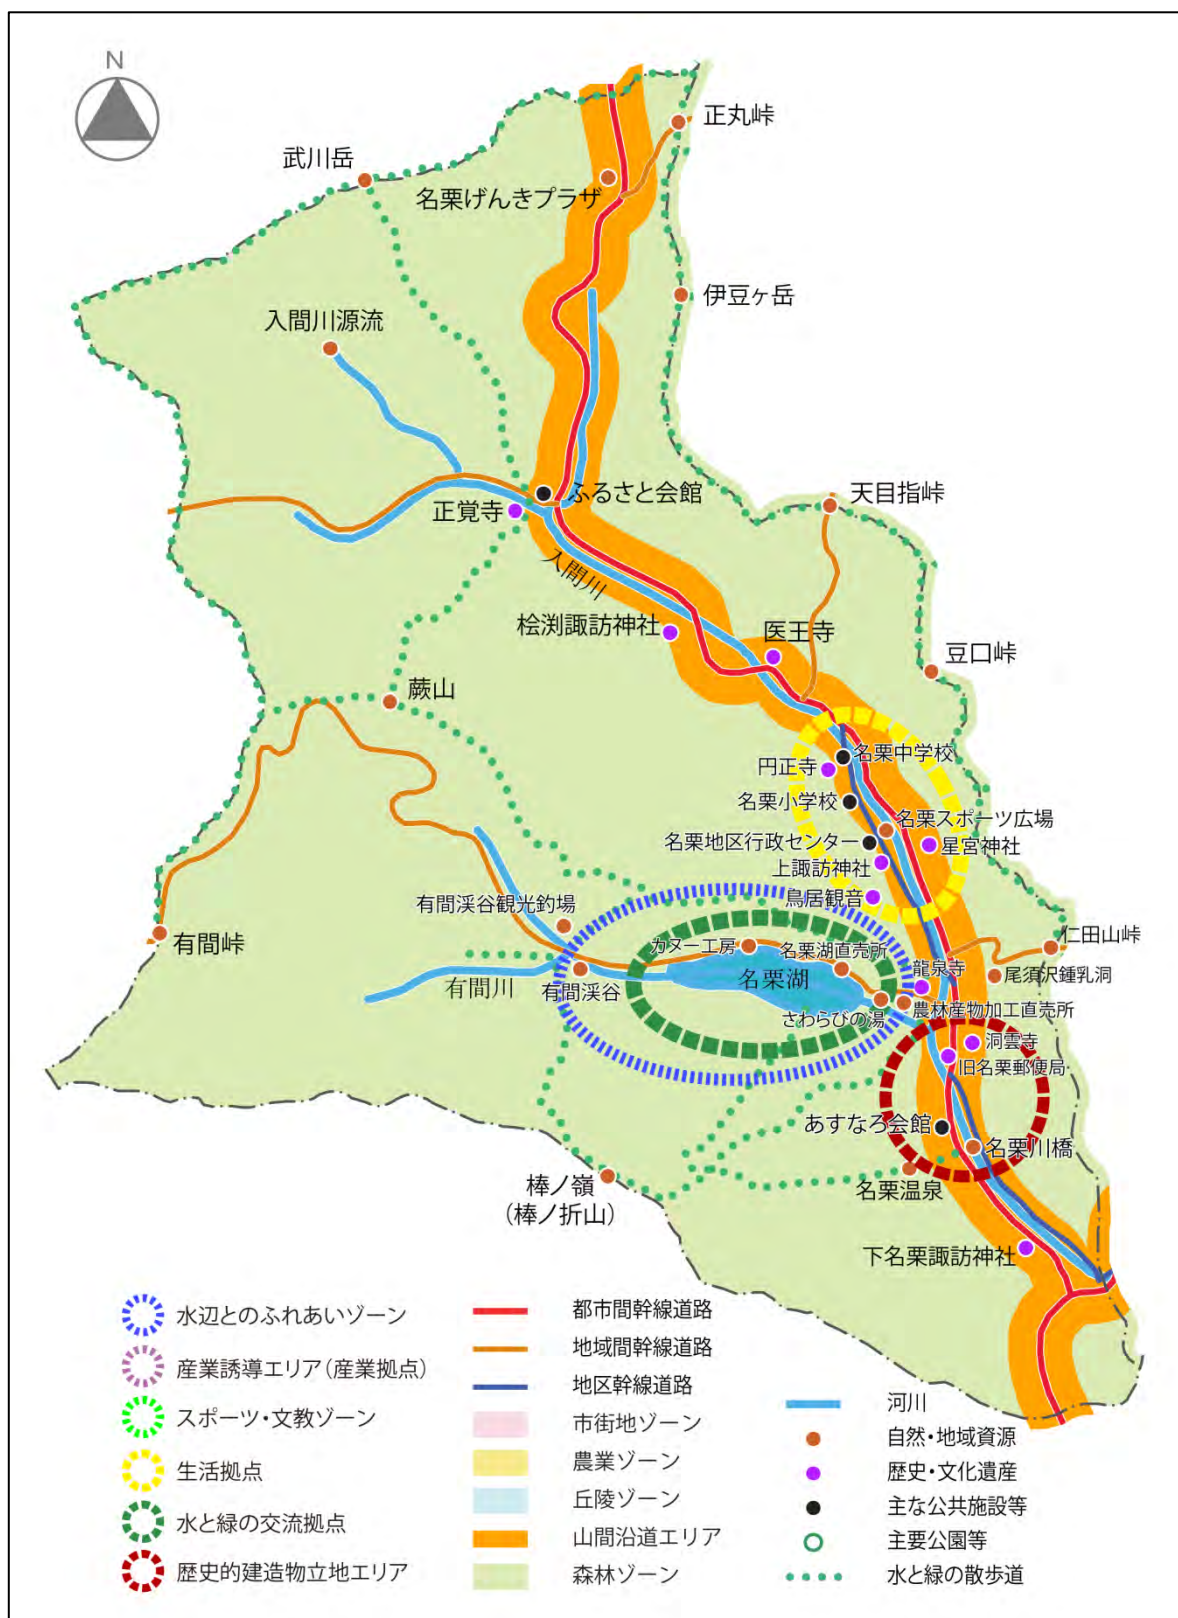 N
正丸峠
武川岳
名栗げんきプラザ
伊豆ヶ岳
入間川源流
ふるさと会館
正覚寺
天目指峠
入間川
桧渕諏訪神社
医王寺
豆口峠
蕨山
名栗中学校
円正寺
名栗小学校
名栗スポーツ広場
名栗地区行政センター
星宮神社
上諏訪神社
鳥居観音
有間渓谷観光釣場
仁田山峠
有間峠
カヌー工房
名栗湖直売所
龍泉寺
尾須沢鍾乳洞
有間川
有間渓谷
名栗湖
さわらびの湯
農林産物加工直売所
洞雲寺
旧名栗郵便局
あすなろ会館
名栗川橋
名栗温泉
棒ノ嶺
(棒ノ折山)
下名栗諏訪神社
水辺とのふれあいゾーン
産業誘導エリア(産業拠点)
スポーツ・文教ゾーン
生活拠点
水と緑の交流拠点
歴史的建造物立地エリア
都市間幹線道路
地域間幹線道路
地区幹線道路
市街地ゾーン
農業ゾーン
丘陵ゾーン
山間沿道エリア
森林ゾーン
河川
自然・地域資源
歴史・文化遺産
主な公共施設等
主要公園等
水と緑の散歩道